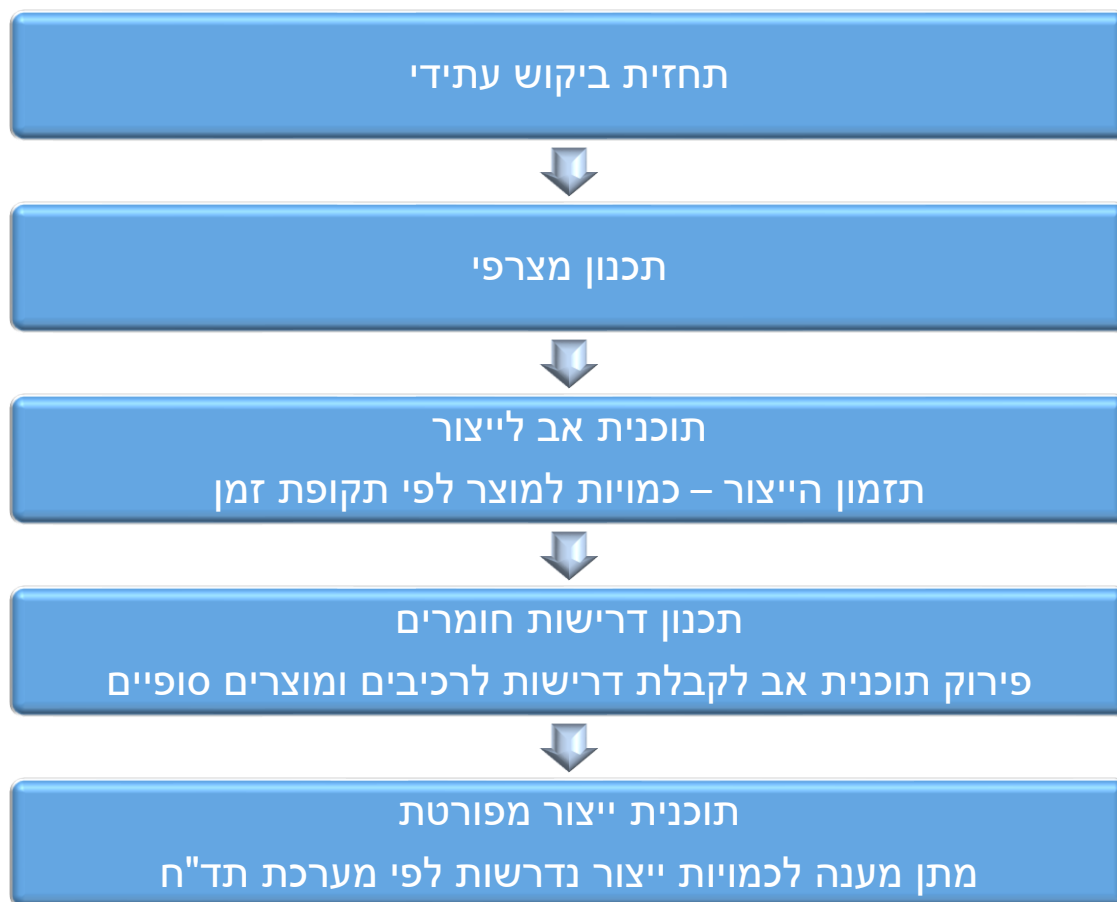 תחזית ביקוש עתידי
תכנון מצרפי
תוכנית אב לייצור
תזמון הייצור – כמויות למוצר לפי תקופת זמן
תכנון דרישות חומרים
פירוק תוכנית אב לקבלת דרישות לרכיבים ומוצרים סופיים
תוכנית ייצור מפורטת
מתן מענה לכמויות ייצור נדרשות לפי מערכת תד"ח